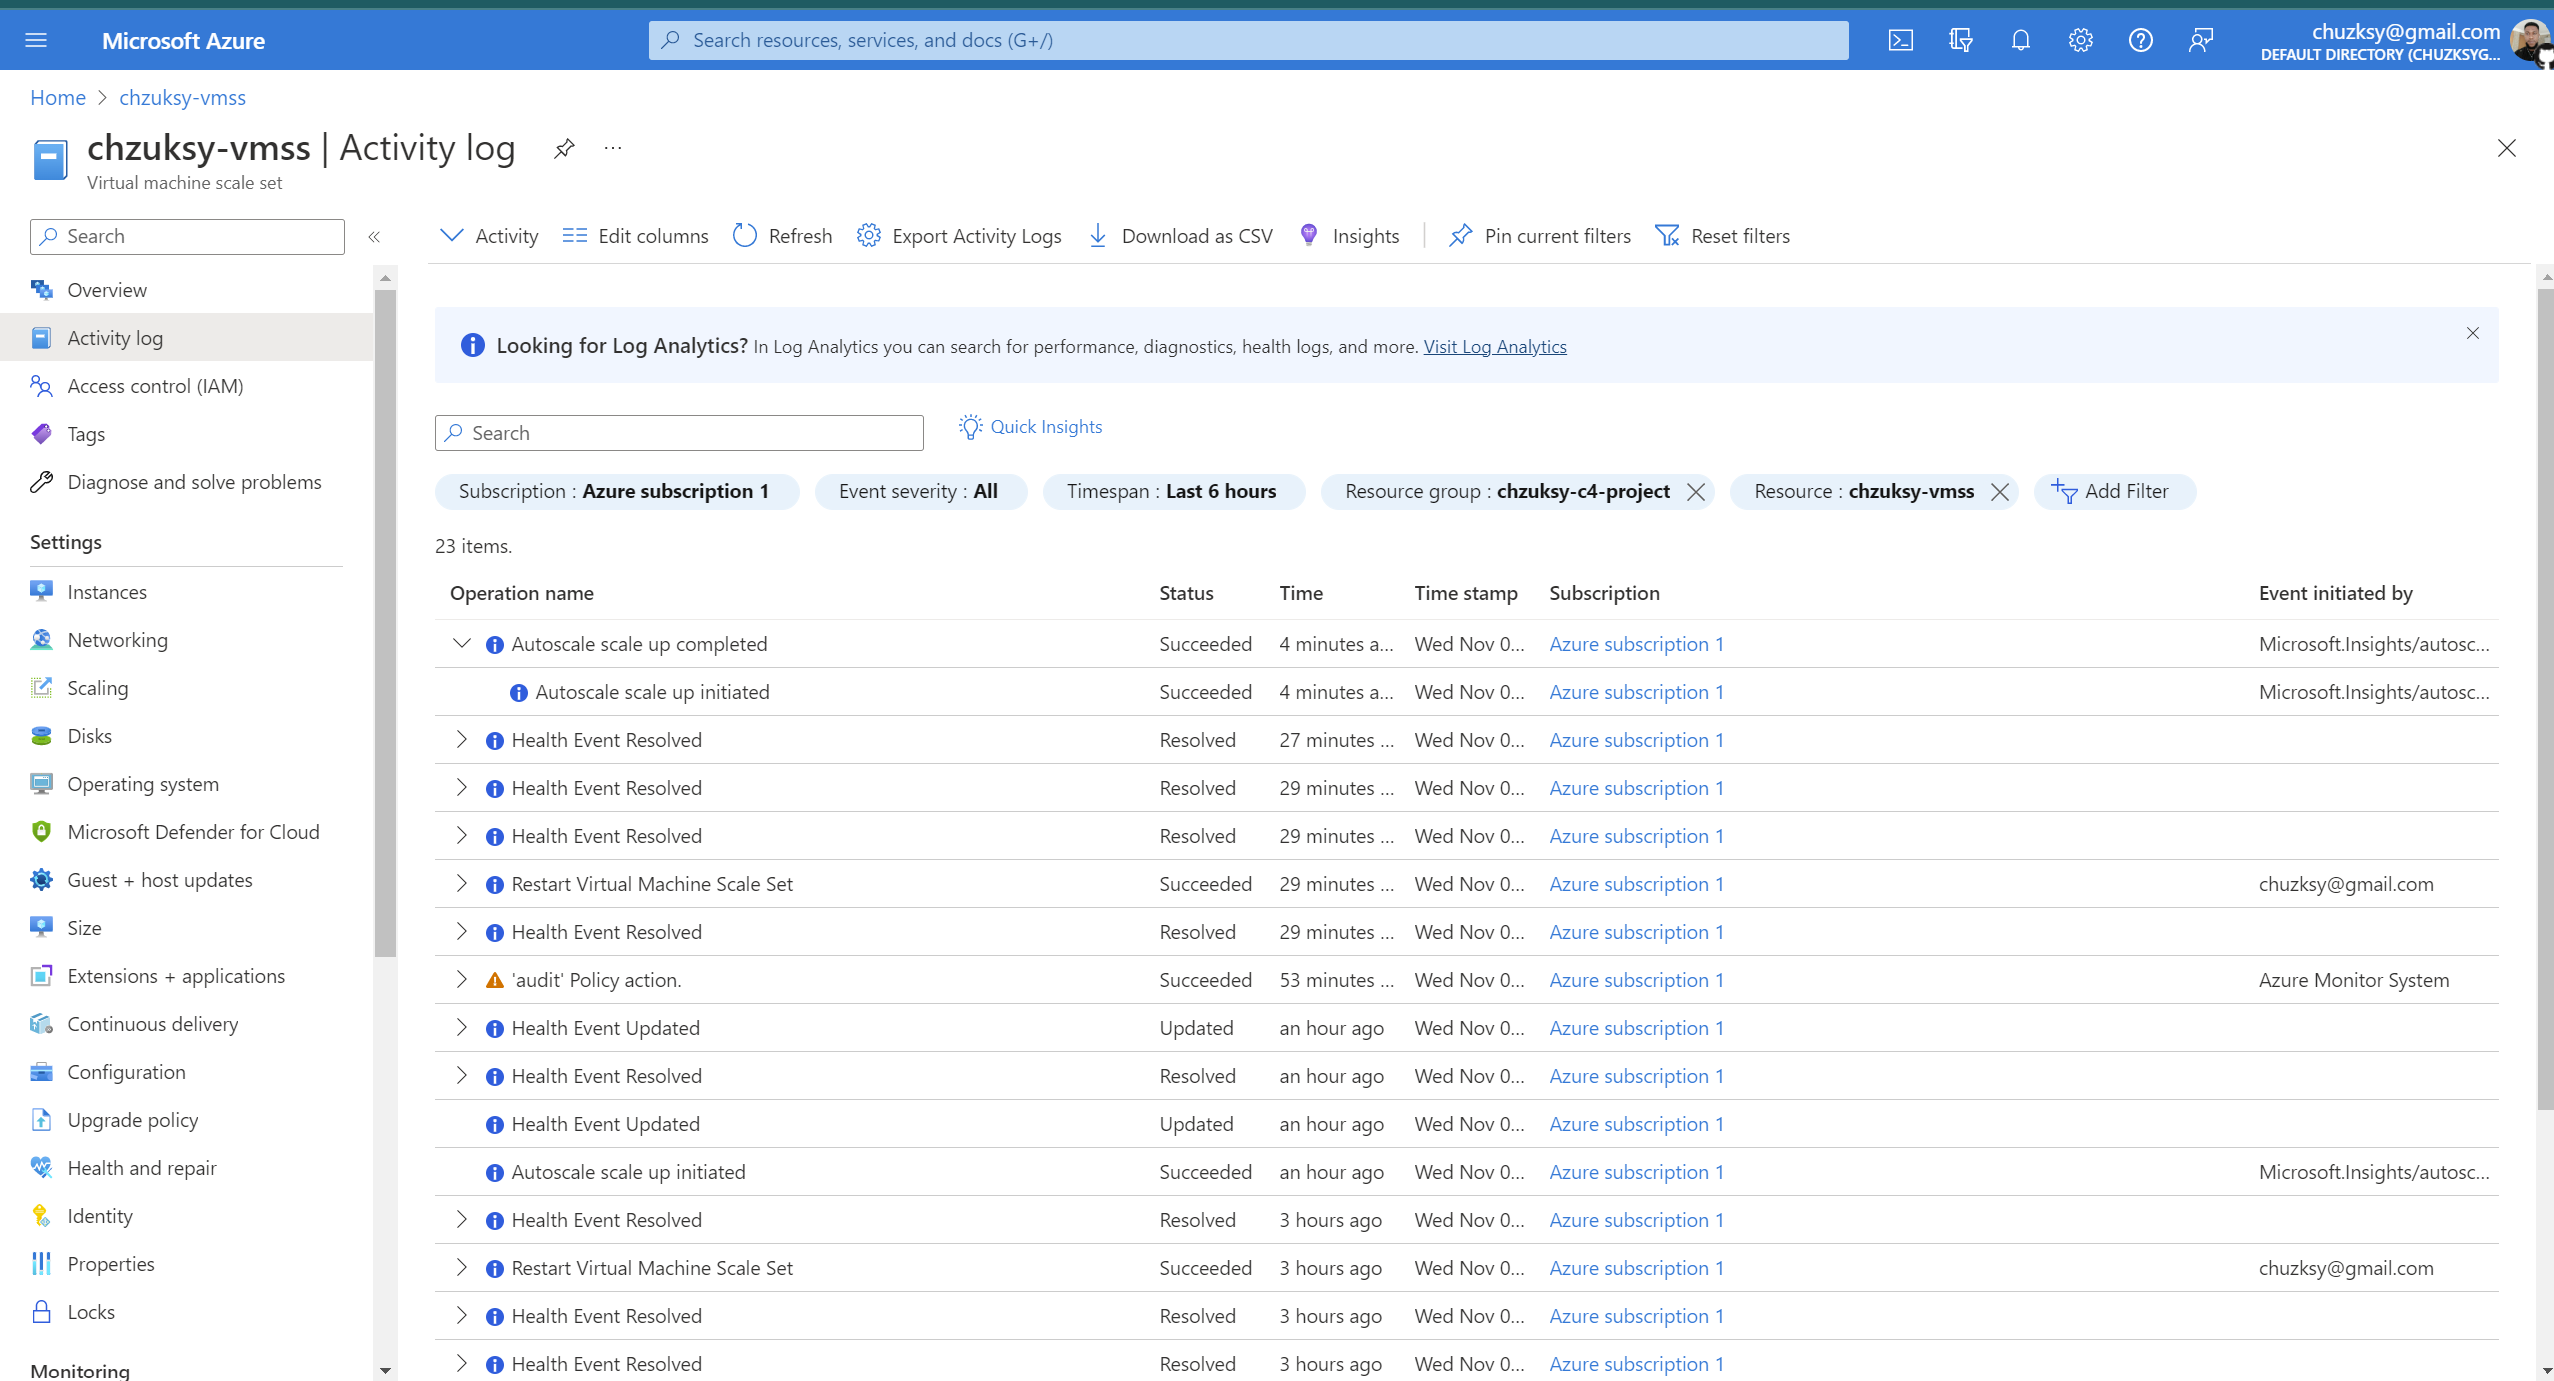 Microsoft Azure
Search resources, services, and docs (G+/)
chuzksy@gmail.com
DEFAULT DIRECTORY (CHUZKSYG...
Home > chzuksy-vmss
chzuksy-vmss | Activity log
...
Virtual machine scale set
Search
Overview
Activity log
Access control (IAM)
Tags
Diagnose and solve problems
Settings
Instances
Networking
Scaling
Disks
Operating system
Microsoft Defender for Cloud
Guest + host updates
Size
Extensions + applications
Continuous delivery
Configuration
Upgrade policy
Health and repair
Identity
Properties
Locks
Monitoring
Activity Edit columns Refresh Export Activity Logs Download as CSV Insights Pin current filters Reset filters
Looking for Log Analytics? In Log Analytics you can search for performance, diagnostics, health logs, and more. Visit Log Analytics
Search
Quick Insights
Subscription : Azure subscription 1 Event severity : All Timespan : Last 6 hours Resource group : chzuksy-c4-project Resource : chzuksy-vmss Add Filter
23 items.
Operation name Status Time Time stamp Subscription Event initiated by
Autoscale scale up completed Succeeded 4 minutes a... Wed Nov 0... Azure subscription 1 Microsoft.Insights/autosc...
Autoscale scale up initiated Succeeded 4 minutes a... Wed Nov 0... Azure subscription 1 Microsoft.Insights/autosc...
Health Event Resolved Resolved 27 minutes ... Wed Nov 0... Azure subscription 1
Health Event Resolved Resolved 29 minutes ... Wed Nov 0... Azure subscription 1
Health Event Resolved Resolved 29 minutes ... Wed Nov 0... Azure subscription 1
Restart Virtual Machine Scale Set Succeeded 29 minutes ... Wed Nov 0... Azure subscription 1 chuzksy@gmail.com
Health Event Resolved Resolved 29 minutes ... Wed Nov 0... Azure subscription 1
'audit' Policy action. Succeeded 53 minutes ... Wed Nov 0... Azure subscription 1 Azure Monitor System
Health Event Updated Updated an hour ago Wed Nov 0... Azure subscription 1
Health Event Resolved Resolved an hour ago Wed Nov 0... Azure subscription 1
Health Event Updated Updated an hour ago Wed Nov 0... Azure subscription 1
Autoscale scale up initiated Succeeded an hour ago Wed Nov 0... Azure subscription 1 Microsoft.Insights/autosc...
Health Event Resolved Resolved 3 hours ago Wed Nov 0... Azure subscription 1
Restart Virtual Machine Scale Set Succeeded 3 hours ago Wed Nov 0... Azure subscription 1 chuzksy@gmail.com
Health Event Resolved Resolved 3 hours ago Wed Nov 0... Azure subscription 1
Health Event Resolved Resolved 3 hours ago Wed Nov 0... Azure subscription 1